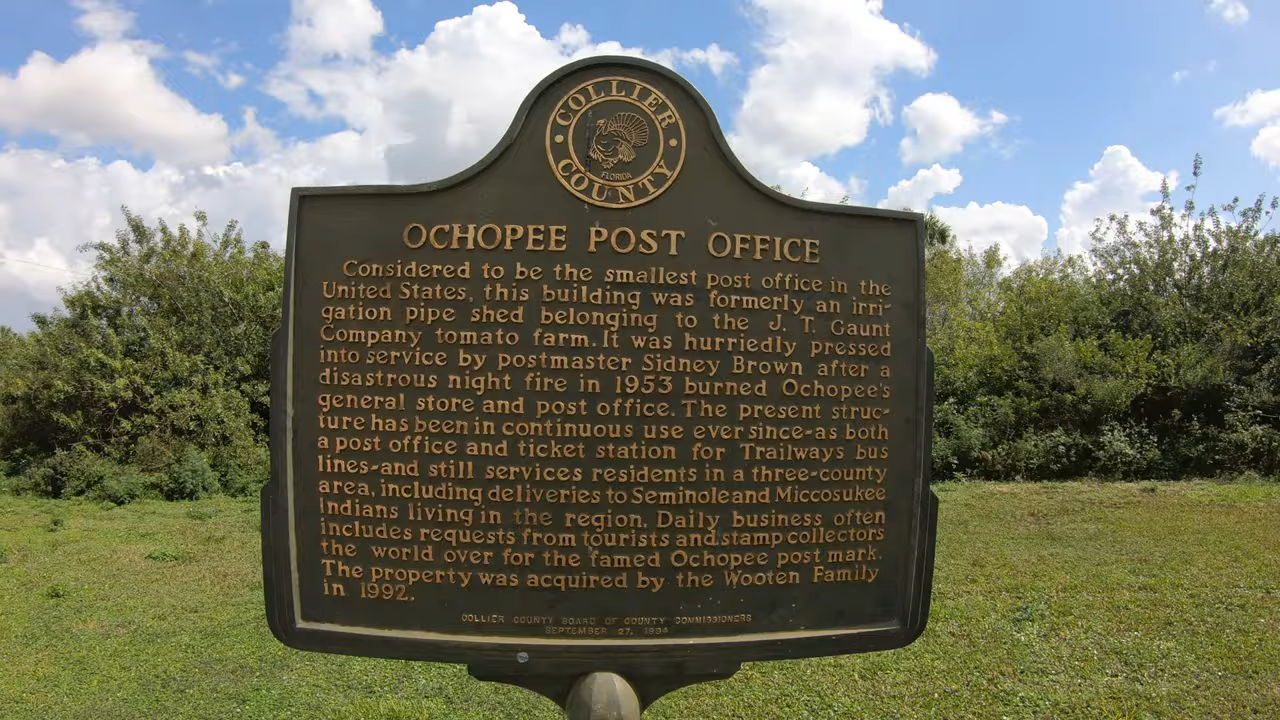 COLLIER
FLORIDA
COUNTY
OCHOPEE POST OFFICE
Considered to be the smallest post office in the
United States, this building was formerly an irri-
gation pipe shed belonging to the J. T. Gaunt
Company tomato farm. It was hurriedly pressed
into service by postmaster Sidney Brown after a
disastrous night fire in 1953 burned Ochopee's
general store and post office. The present struc-
ture has been in continuous use ever since-as both
a post office and ticket station for Trailways bus
lines-and still services residents in a three-county
area, including deliveries to Seminole and Miccosukee
Indians living in the region. Daily business often
includes requests from tourists and stamp collectors
the world over for the famed Ochopee post mark.
The property was acquired by the Wooten Family
in 1992.
COLLIER COUNTY BOARD OF COUNTY COMMISSIONERS
SEPTEMBER 27, 1994